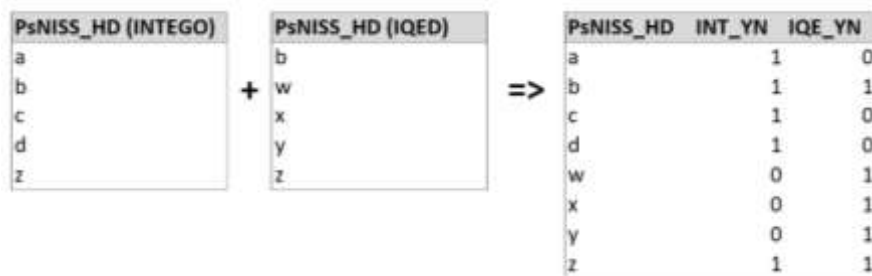 PsNISS_HD (INTEGO)
a
b
c
d
z
+
PsNISS_HD (IQED)
b
w
x
y
z
=>
PsNISS_HD INT_YN IQE_YN
a 1 0
b 1 1
c 1 0
d 1 0
w 0 1
x 0 1
y 0 1
z 1 1